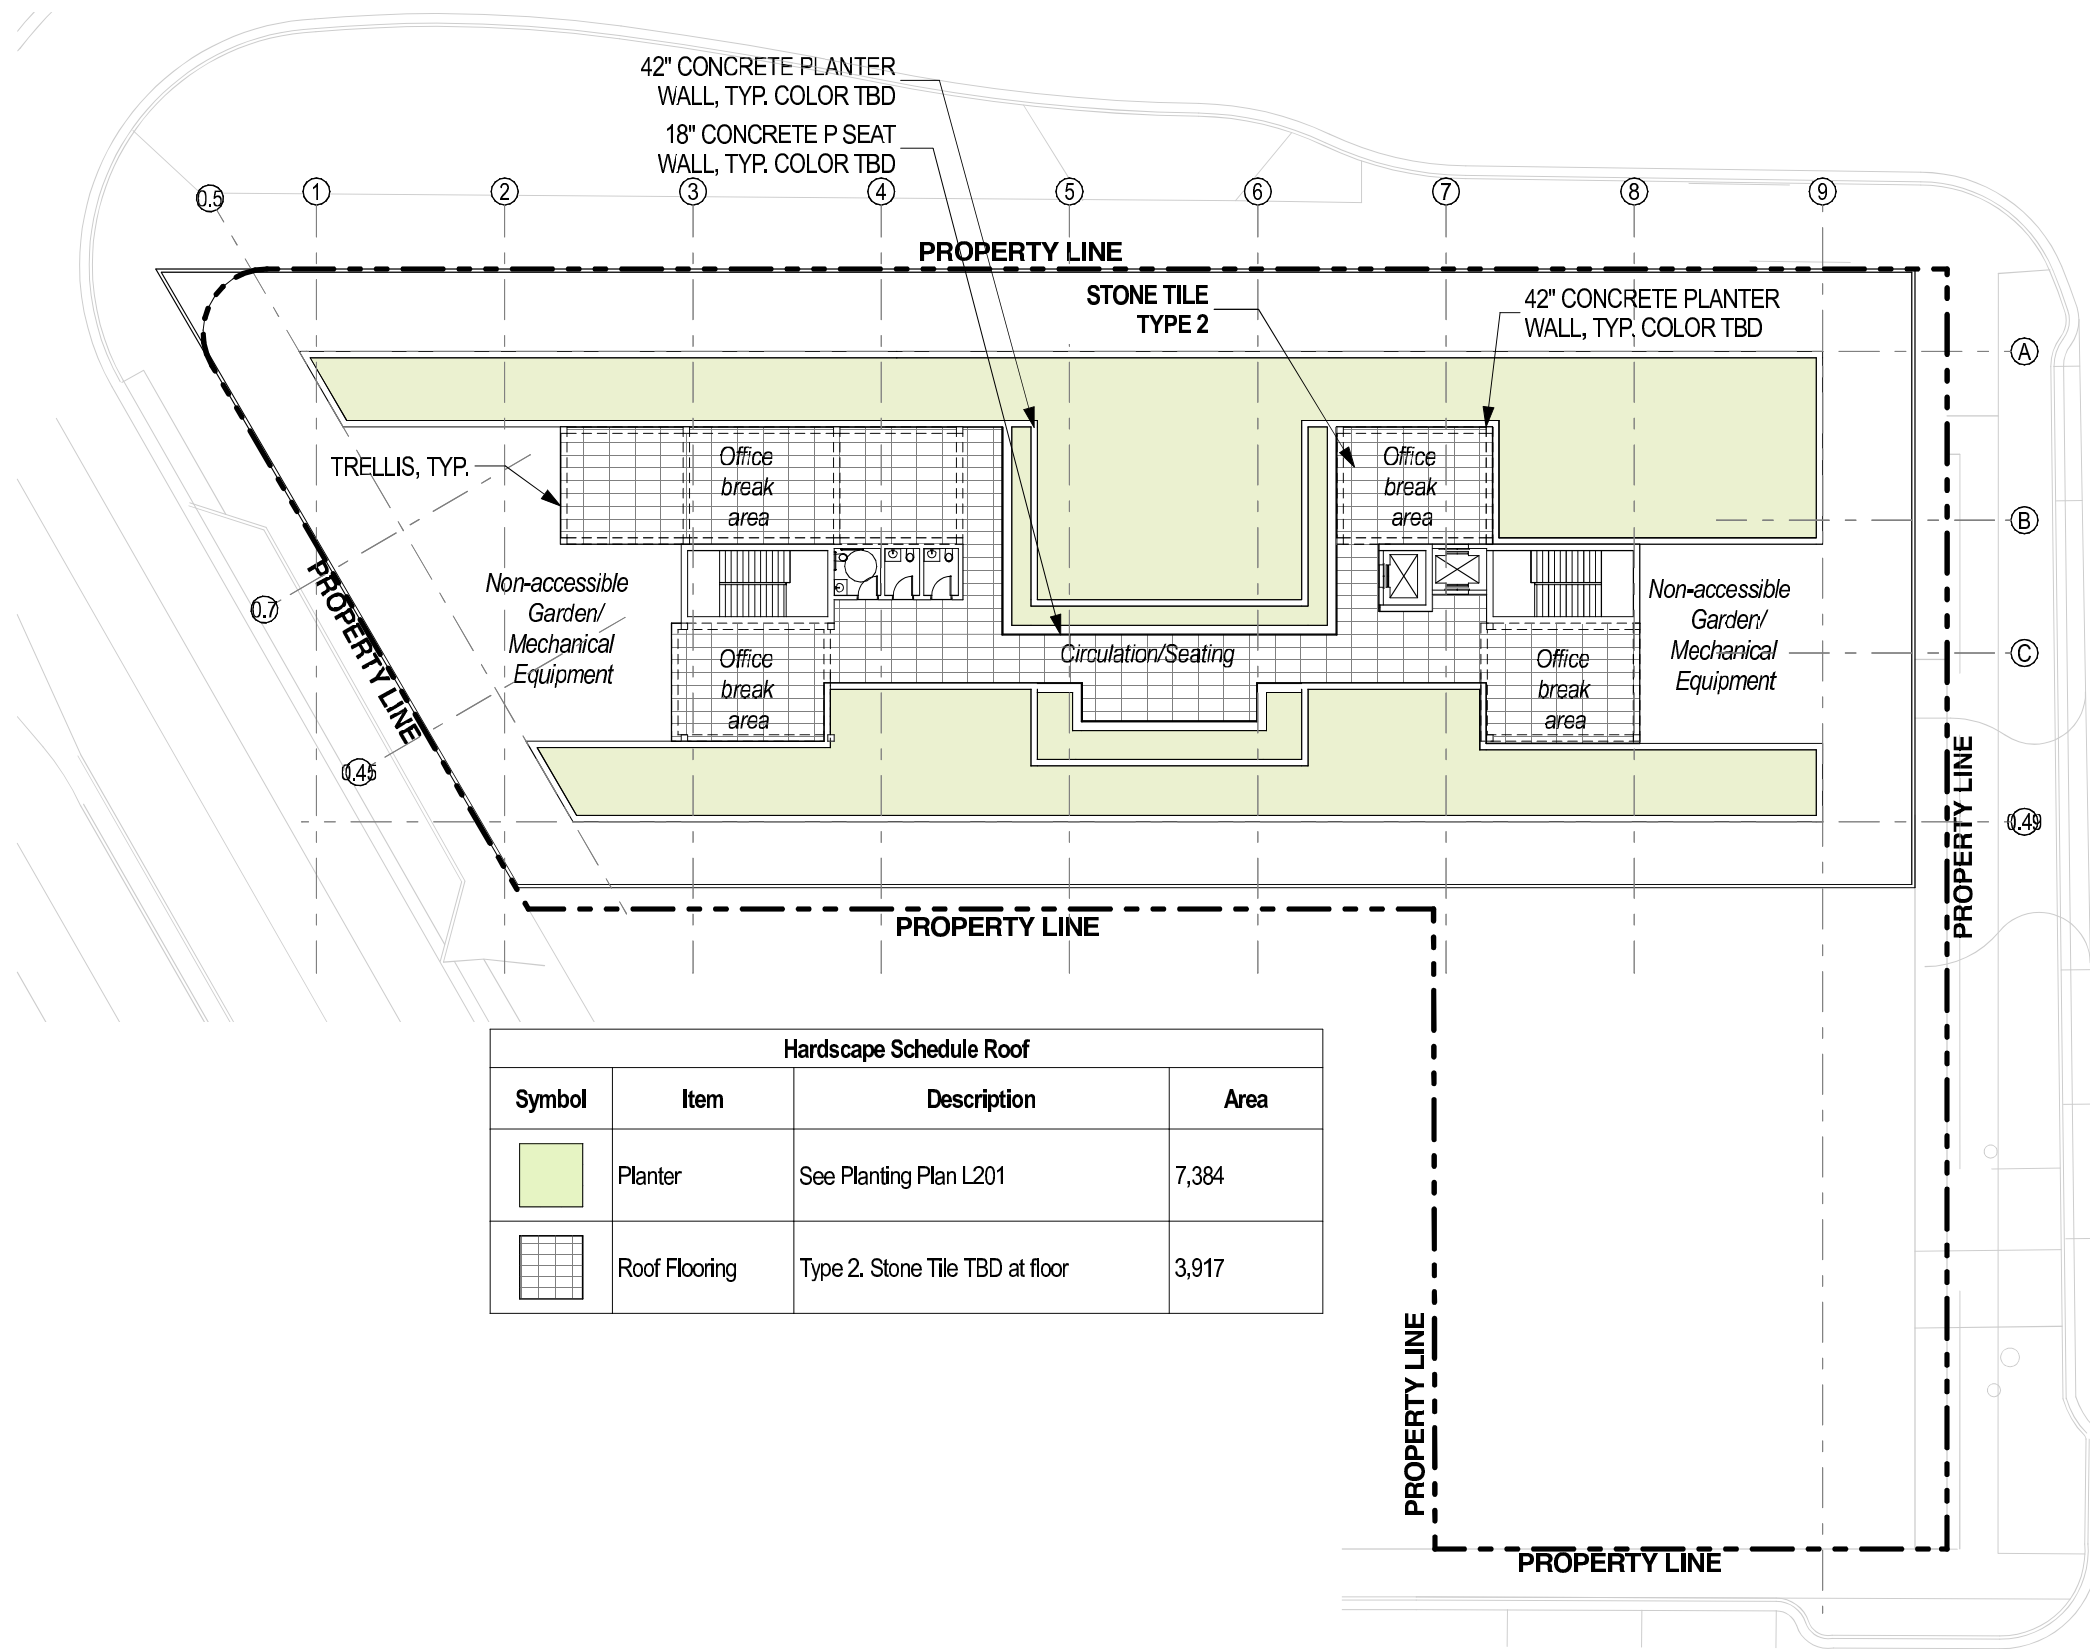 42" CONCRETE PLANTER
WALL, TYP. COLOR TBD
18" CONCRETE P SEAT
WALL, TYP. COLOR TBD
0.5
1
2
3
4
5
6
7
8
9
PROPERTY LINE
STONE TILE
TYPE 2
42" CONCRETE PLANTER
WALL, TYP. COLOR TBD
A
TRELLIS, TYP.
Office
break
area
Office
break
area
B
PROPERTY LINE
0.7
Non-accessible
Garden/
Mechanical
Equipment
Office
break
area
Circulation/Seating
Office
break
area
Non-accessible
Garden/
Mechanical
Equipment
C
0.45
0.49
PROPERTY LINE
PROPERTY LINE
Hardscape Schedule Roof
Symbol Item Description Area
Planter See Planting Plan L201 7,384
Roof Flooring Type 2. Stone Tile TBD at floor 3,917
PROPERTY LINE
PROPERTY LINE